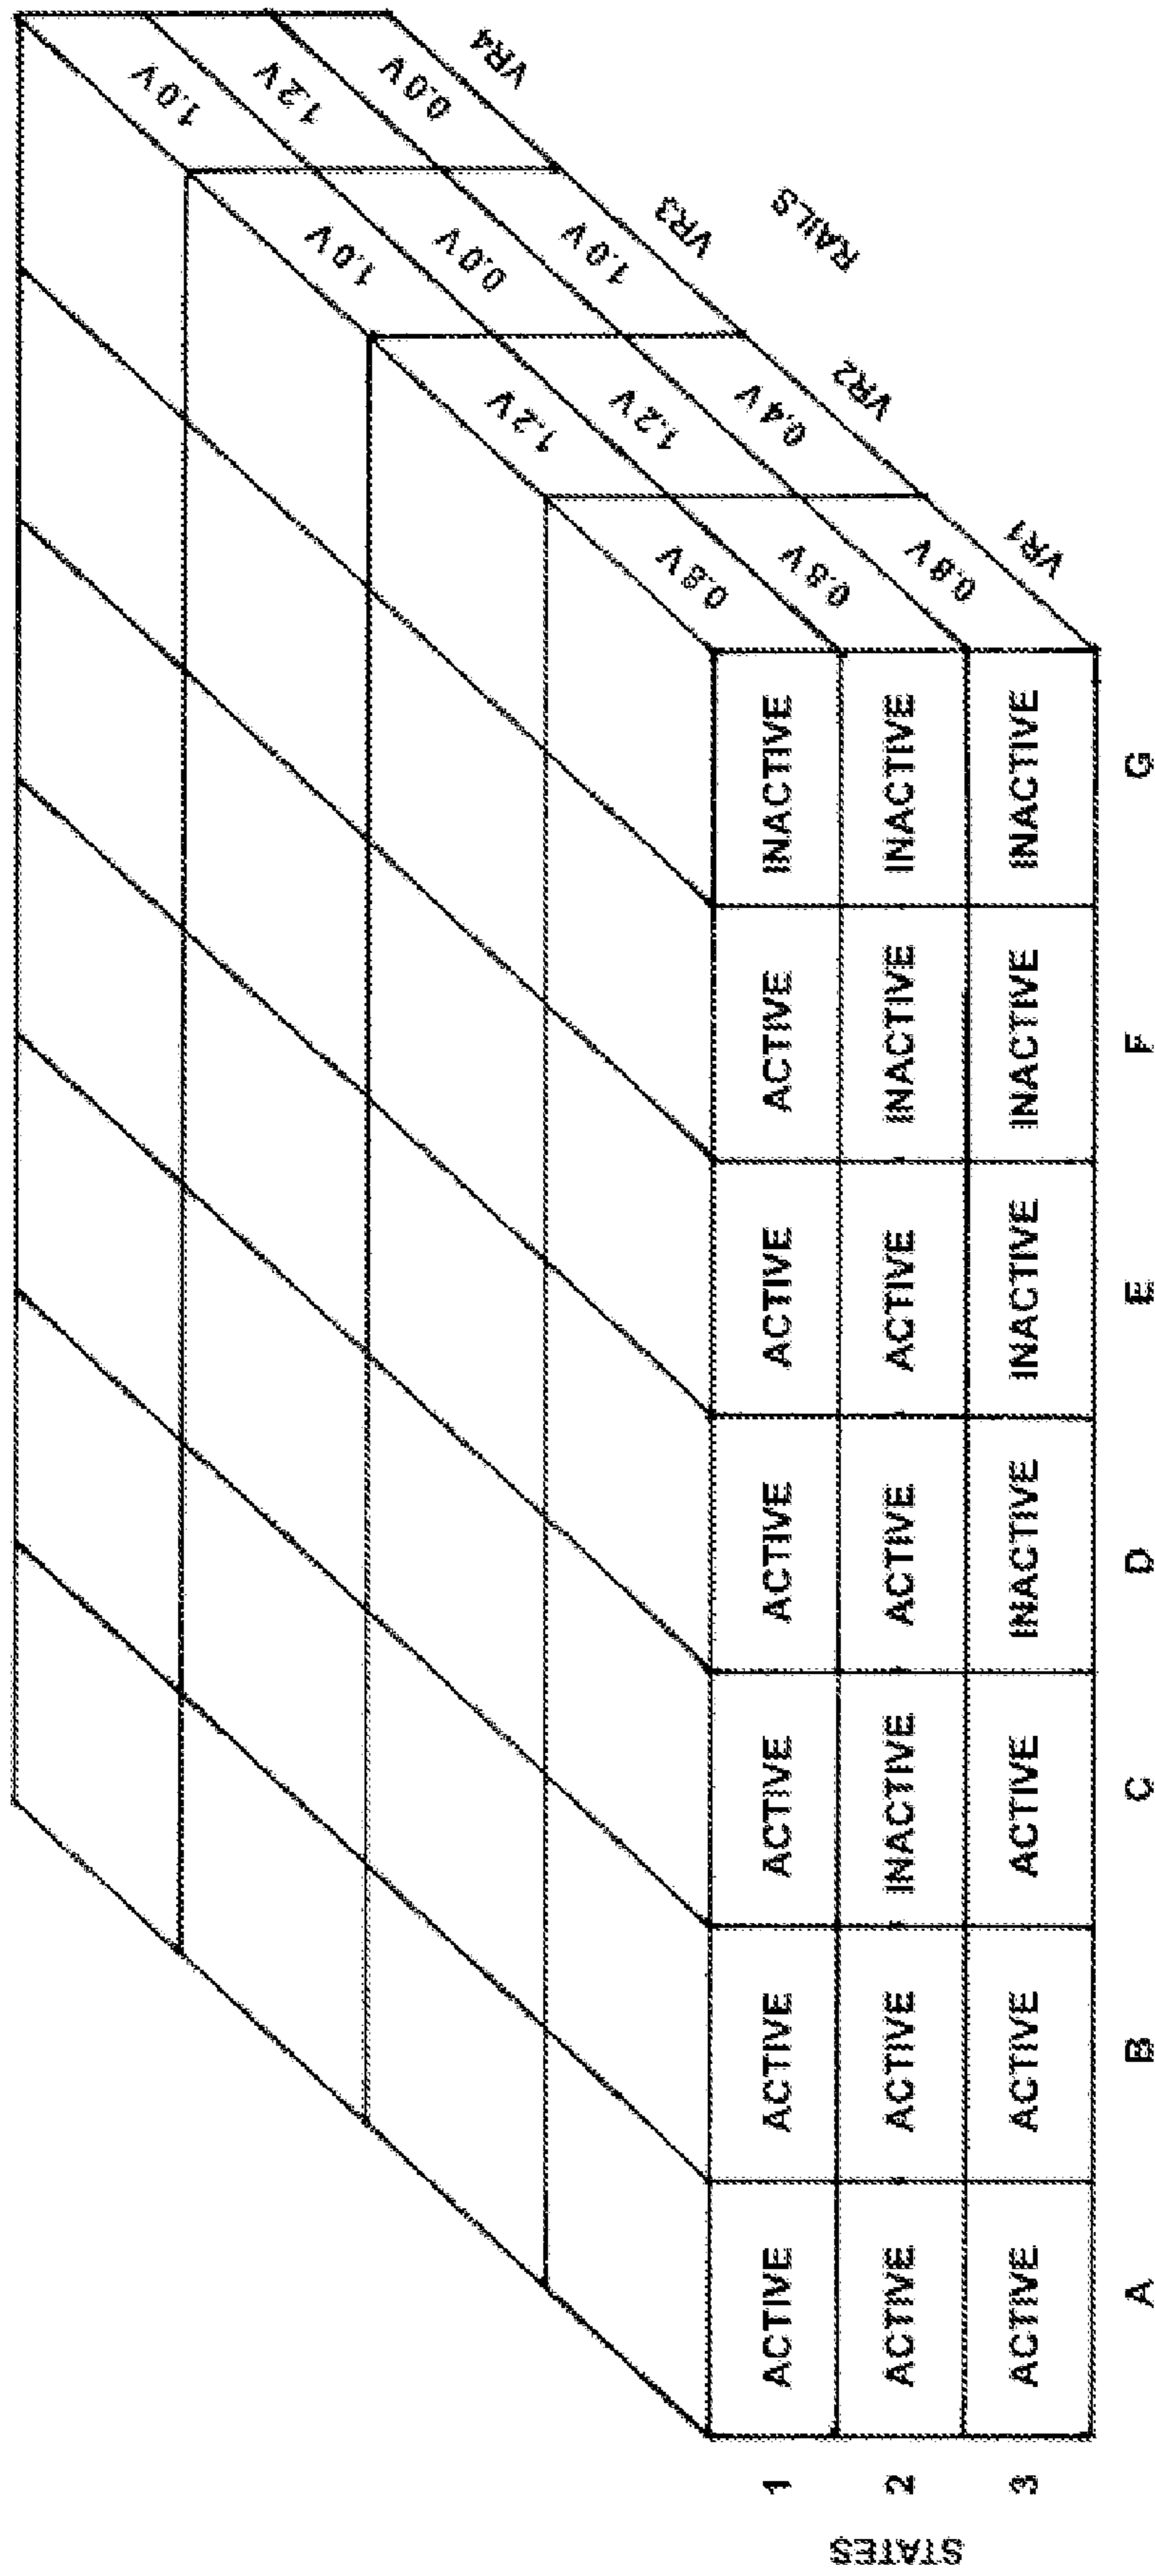 1 ACTIVE ACTIVE ACTIVE ACTIVE ACTIVE ACTIVE INACTIVE 0.8V 1.2V 1.0V 1.0V
2 ACTIVE ACTIVE INACTIVE ACTIVE ACTIVE INACTIVE INACTIVE 0.8V 1.2V 0.0V 1.2V
3 ACTIVE ACTIVE ACTIVE INACTIVE INACTIVE INACTIVE INACTIVE 0.4V 1.0V 0.0V
STATES
A B C D E F G
VR1 VR2 VR3 VR4
RAILS